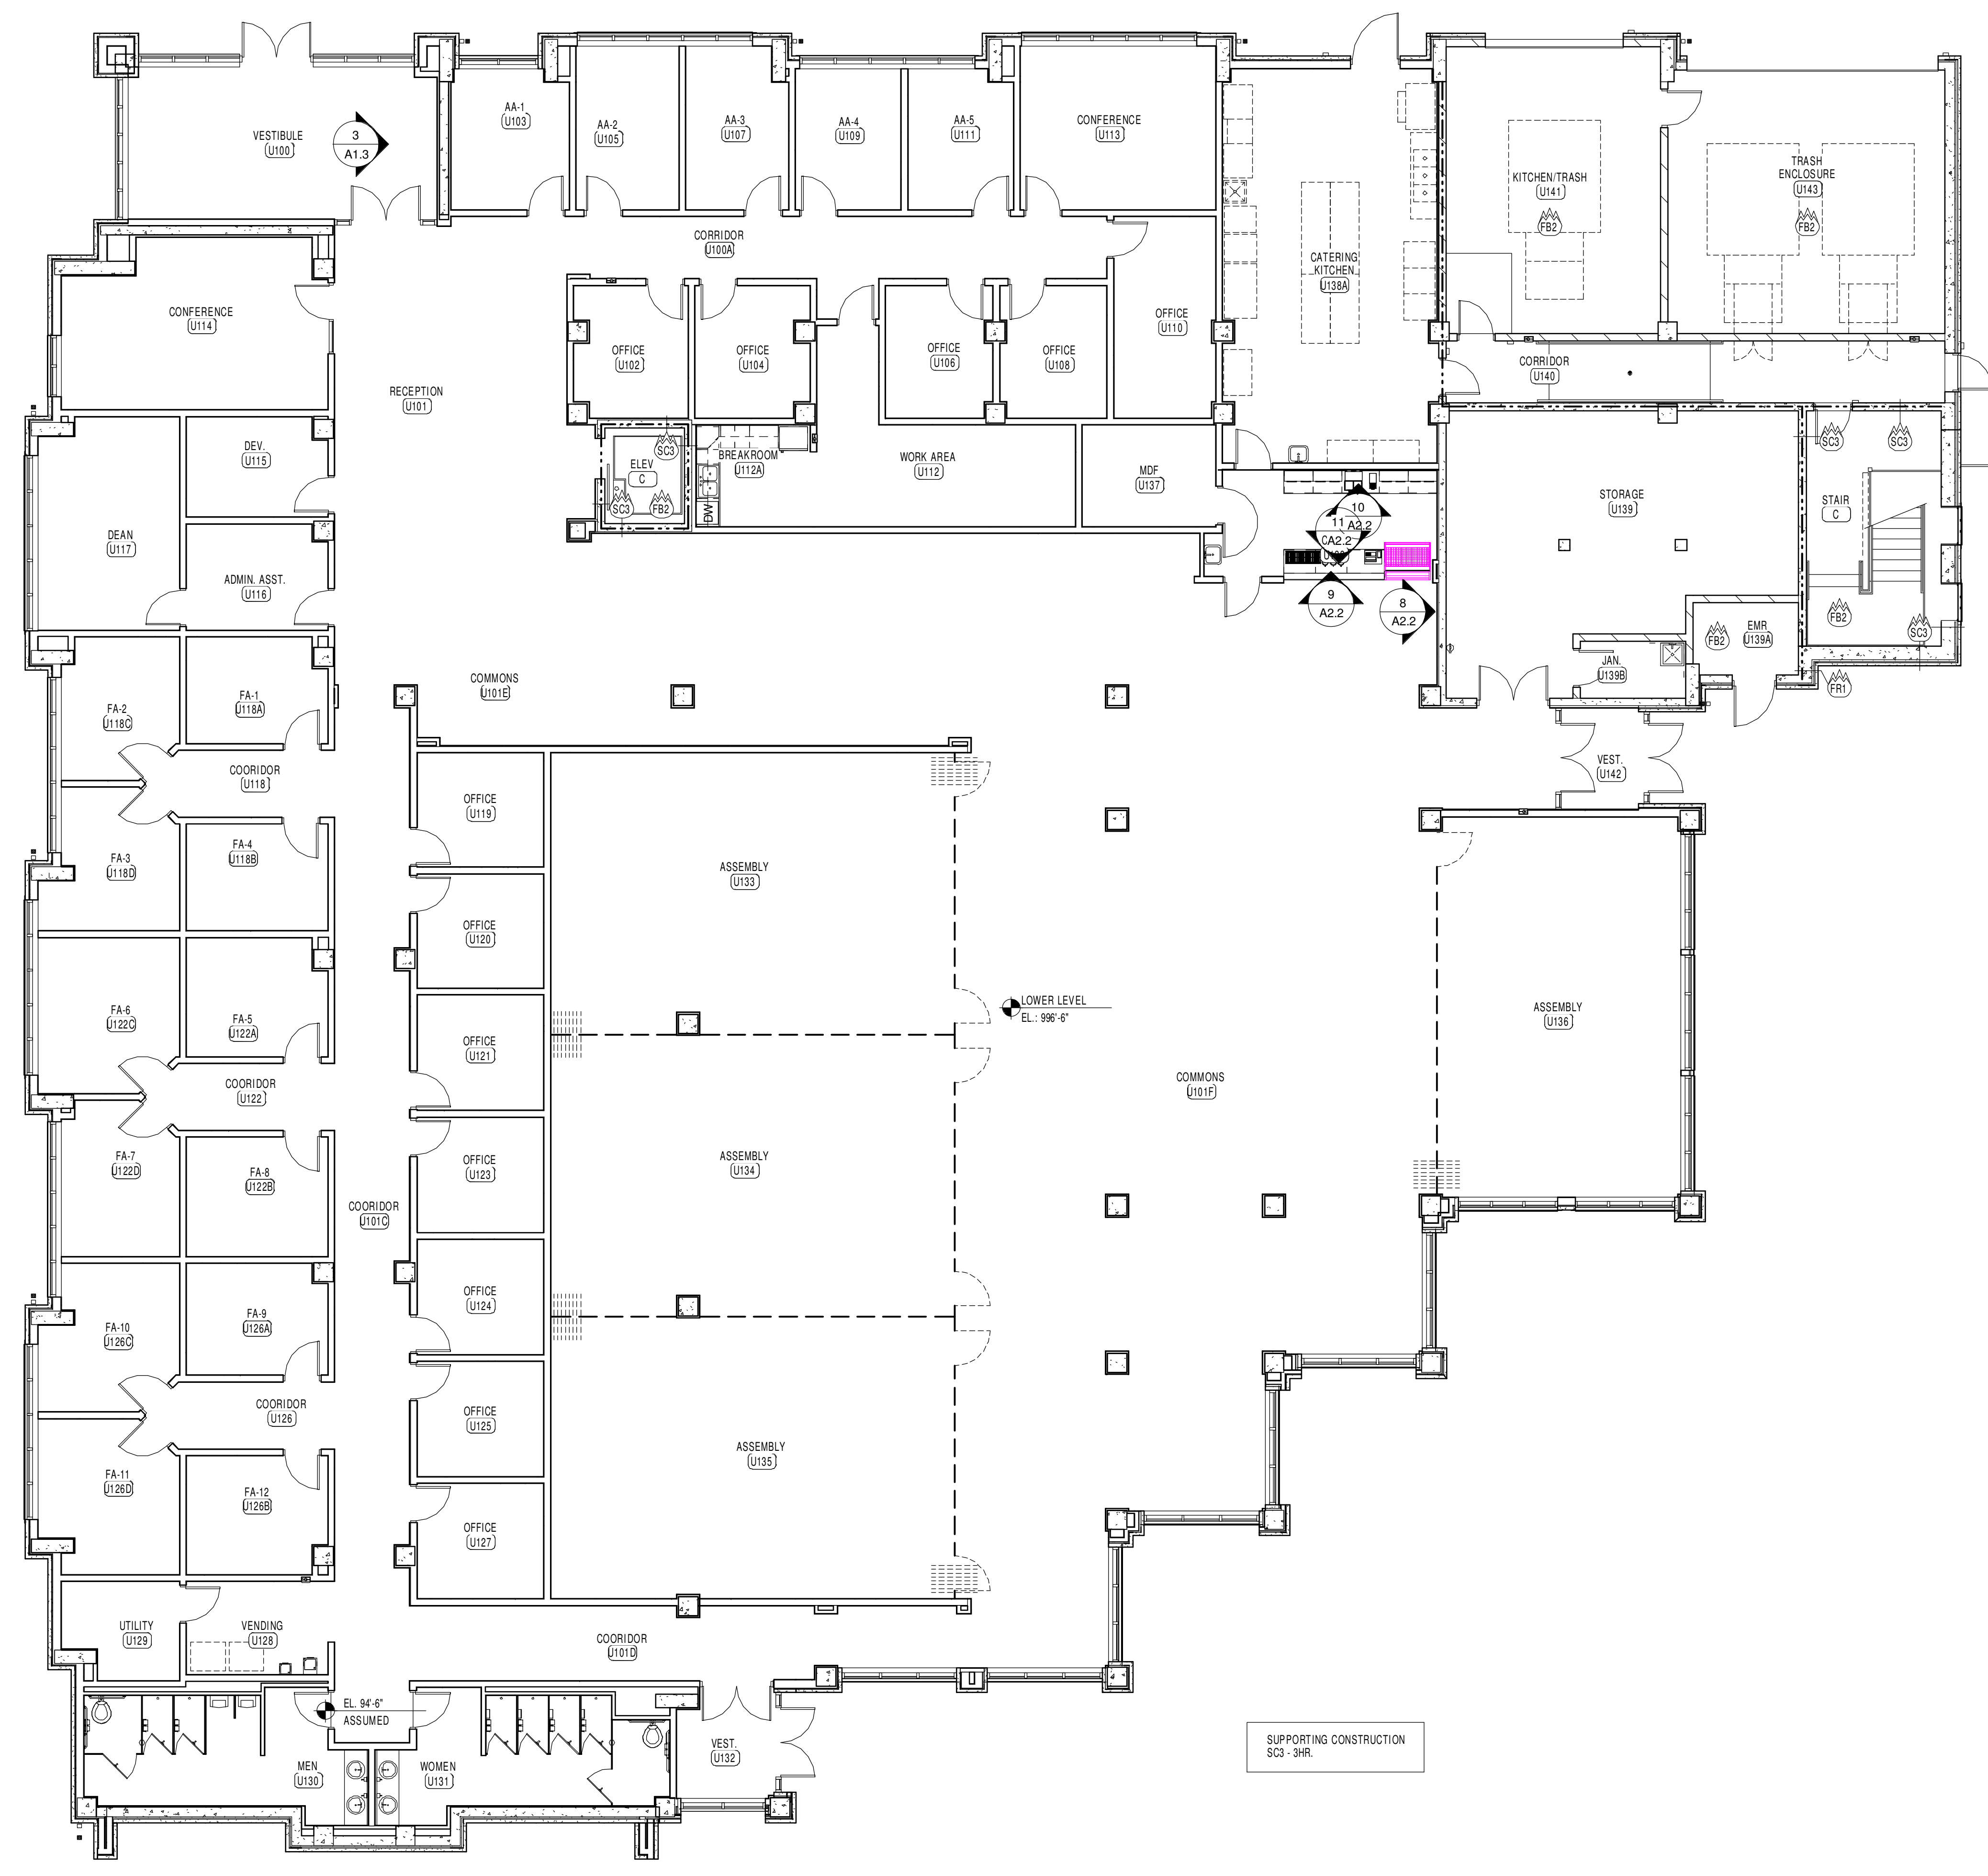 VESTIBULE
U100
3
A1.3
AA-1
U103
AA-2
U105
AA-3
U107
AA-4
U109
AA-5
U111
CONFERENCE
U113
CORRIDOR
U100A
CATERING
KITCHEN
U138A
KITCHEN/TRASH
U141
FB2
TRASH
ENCLOSURE
U143
FB2
CONFERENCE
U114
RECEPTION
U101
OFFICE
U102
OFFICE
U104
OFFICE
U106
OFFICE
U108
OFFICE
U110
CORRIDOR
U140
DEV.
U115
ELEV
C
SC3
SC3
FB2
BREAKROOM
U112A
DW
WORK AREA
U112
MDF
U137
10
A2.2
11
A2.2
9
A2.2
8
A2.2
STORAGE
U139
STAIR
C
SC3
SC3
FB2
SC3
DEAN
U117
ADMIN. ASST.
U116
EMR
U139A
FB2
JAN.
U139B
FR1
COMMONS
U101E
FA-2
U118C
FA-1
U118A
COORIDOR
U118
FA-3
U118D
FA-4
U118B
OFFICE
U119
VEST.
U142
ASSEMBLY
U133
OFFICE
U120
FA-6
U122C
FA-5
U122A
OFFICE
U121
LOWER LEVEL
EL.: 996'-6"
ASSEMBLY
U136
COORIDOR
U122
COMMONS
U101F
FA-7
U122D
FA-8
U122B
OFFICE
U123
ASSEMBLY
U134
COORIDOR
U101C
FA-10
U126C
FA-9
U126A
OFFICE
U124
COORIDOR
U126
OFFICE
U125
FA-11
U126D
FA-12
U126B
ASSEMBLY
U135
OFFICE
U127
UTILITY
U129
VENDING
U128
COORIDOR
U101D
EL. 94'-6"
ASSUMED
MEN
U130
WOMEN
U131
VEST.
U132
SUPPORTING CONSTRUCTION
SC3 - 3HR.